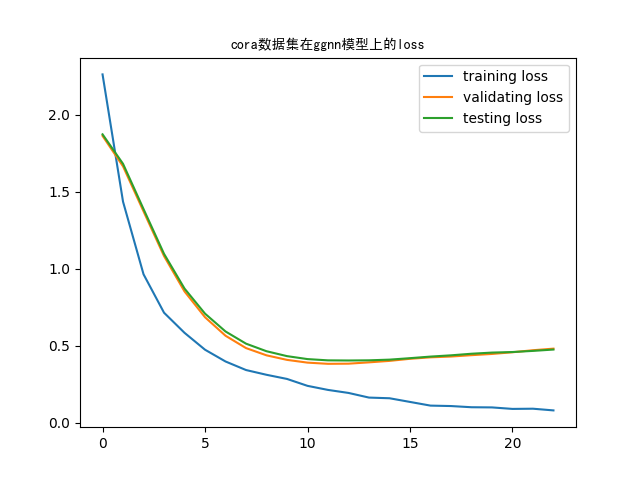 cora数据集在ggnn模型上的loss
training loss
validating loss
testing loss
2.0
1.5
1.0
0.5
0.0
0
5
10
15
20